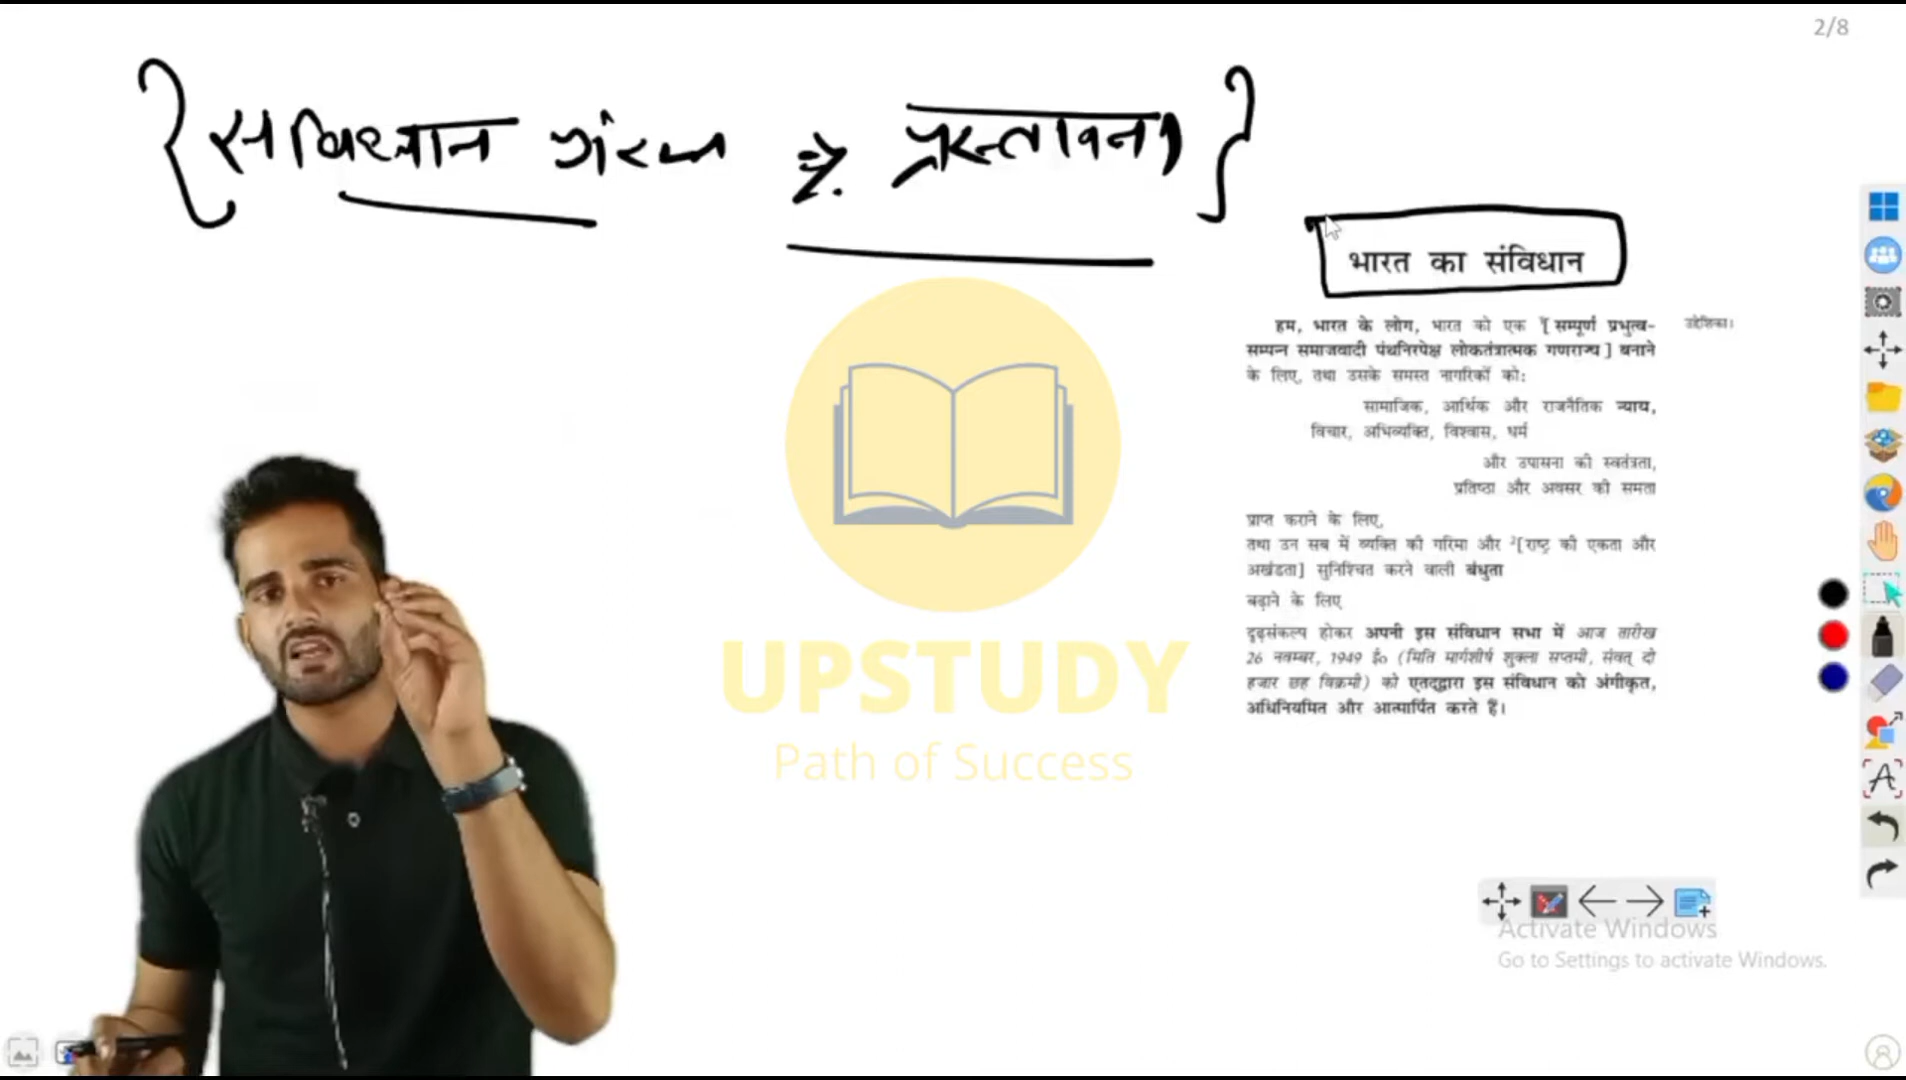 2/8
संविधान प्रस्तावना
भारत का संविधान
हम, भारत के लोग, भारत को एक ¹[सम्पूर्ण प्रभुत्व-
उद्देशिका।
सम्पन्न समाजवादी पंथनिरपेक्ष लोकतंत्रात्मक गणराज्य] बनाने
के लिए, तथा उसके समस्त नागरिकों को:
सामाजिक, आर्थिक और राजनैतिक न्याय,
विचार, अभिव्यक्ति, विश्वास, धर्म
और उपासना की स्वतंत्रता,
प्रतिष्ठा और अवसर की समता
प्राप्त कराने के लिए,
तथा उन सब में व्यक्ति की गरिमा और ²[राष्ट्र की एकता और
अखंडता] सुनिश्चित करने वाली बंधुता
बढ़ाने के लिए
दृढ़संकल्प होकर अपनी इस संविधान सभा में आज तारीख
26 नवम्बर, 1949 ई० (मिति मार्गशीर्ष शुक्ला सप्तमी, संवत् दो
हजार छह विक्रमी) को एतद्द्वारा इस संविधान को अंगीकृत,
अधिनियमित और आत्मार्पित करते हैं।
UPSTUDY
Path of Success
Activate Windows
Go to Settings to activate Windows.